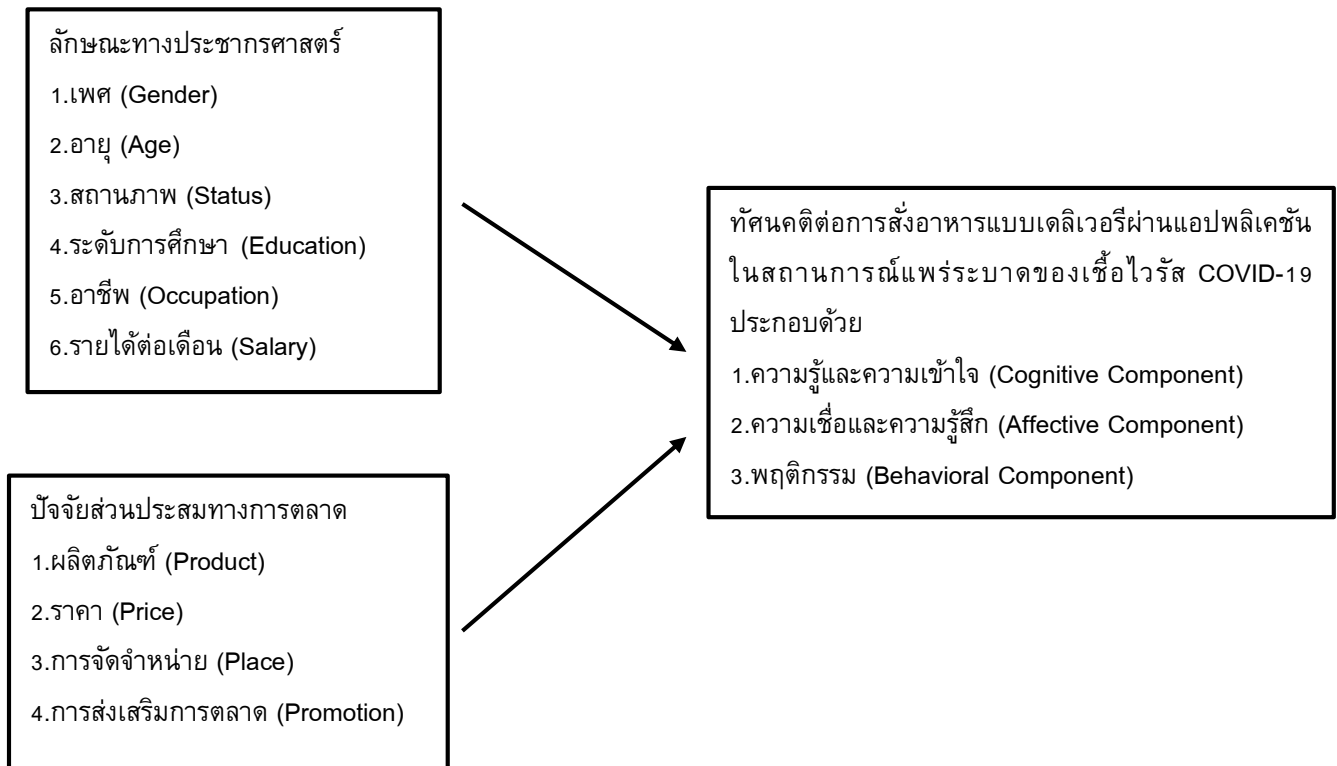 ลักษณะทางประชากรศาสตร์
1.เพศ (Gender)
2.อายุ (Age)
3.สถานภาพ (Status)
4.ระดับการศึกษา (Education)
5.อาชีพ (Occupation)
6.รายได้ต่อเดือน (Salary)
ทัศนคติต่อการสั่งอาหารแบบเดลิเวอรีผ่านแอปพลิเคชัน
ในสถานการณ์แพร่ระบาดของเชื้อไวรัส COVID-19
ประกอบด้วย
1.ความรู้และความเข้าใจ (Cognitive Component)
2.ความเชื่อและความรู้สึก (Affective Component)
3.พฤติกรรม (Behavioral Component)
ปัจจัยส่วนประสมทางการตลาด
1.ผลิตภัณฑ์ (Product)
2.ราคา (Price)
3.การจัดจำหน่าย (Place)
4.การส่งเสริมการตลาด (Promotion)